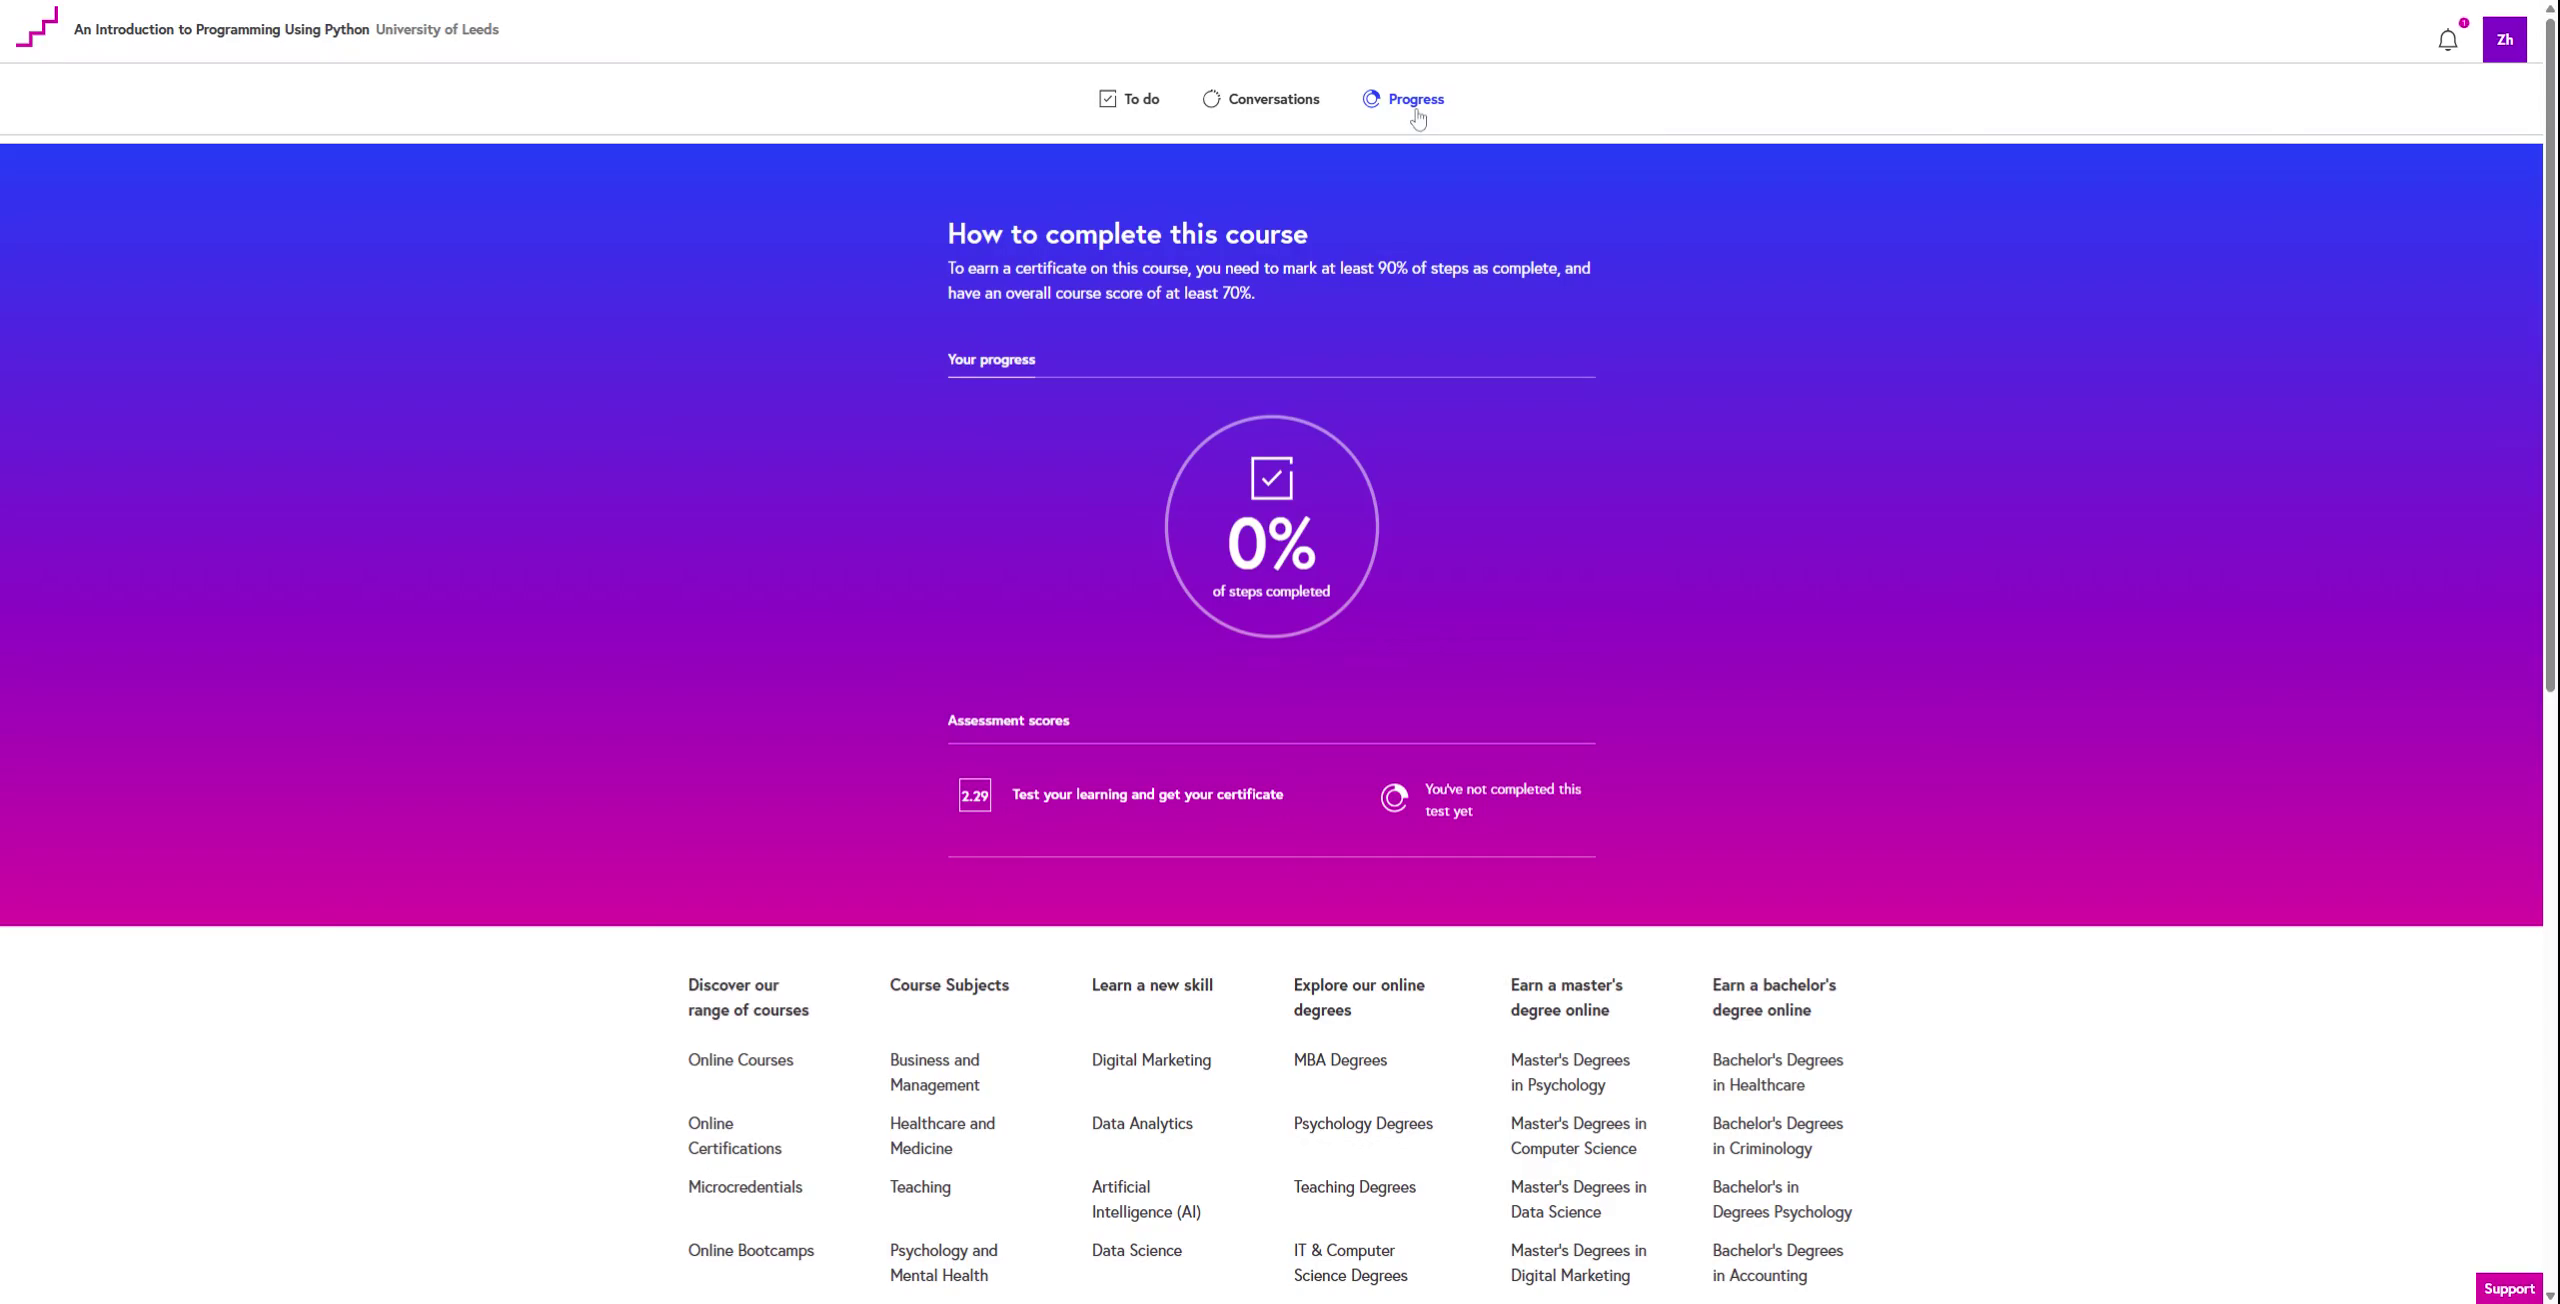 An Introduction to Programming Using Python University of Leeds
1
Zh
To do
Conversations
Progress
How to complete this course
To earn a certificate on this course, you need to mark at least 90% of steps as complete, and
have an overall course score of at least 70%.
Your progress
0%
of steps completed
Assessment scores
2.29
Test your learning and get your certificate
You've not completed this
test yet
Discover our
range of courses
Online Courses
Online
Certifications
Microcredentials
Online Bootcamps
Course Subjects
Business and
Management
Healthcare and
Medicine
Teaching
Psychology and
Mental Health
Learn a new skill
Digital Marketing
Data Analytics
Artificial
Intelligence (AI)
Data Science
Explore our online
degrees
MBA Degrees
Psychology Degrees
Teaching Degrees
IT & Computer
Science Degrees
Earn a master's
degree online
Master's Degrees
in Psychology
Master's Degrees in
Computer Science
Master's Degrees in
Data Science
Master's Degrees in
Digital Marketing
Earn a bachelor's
degree online
Bachelor's Degrees
in Healthcare
Bachelor's Degrees
in Criminology
Bachelor's in
Degrees Psychology
Bachelor's Degrees
in Accounting
Support